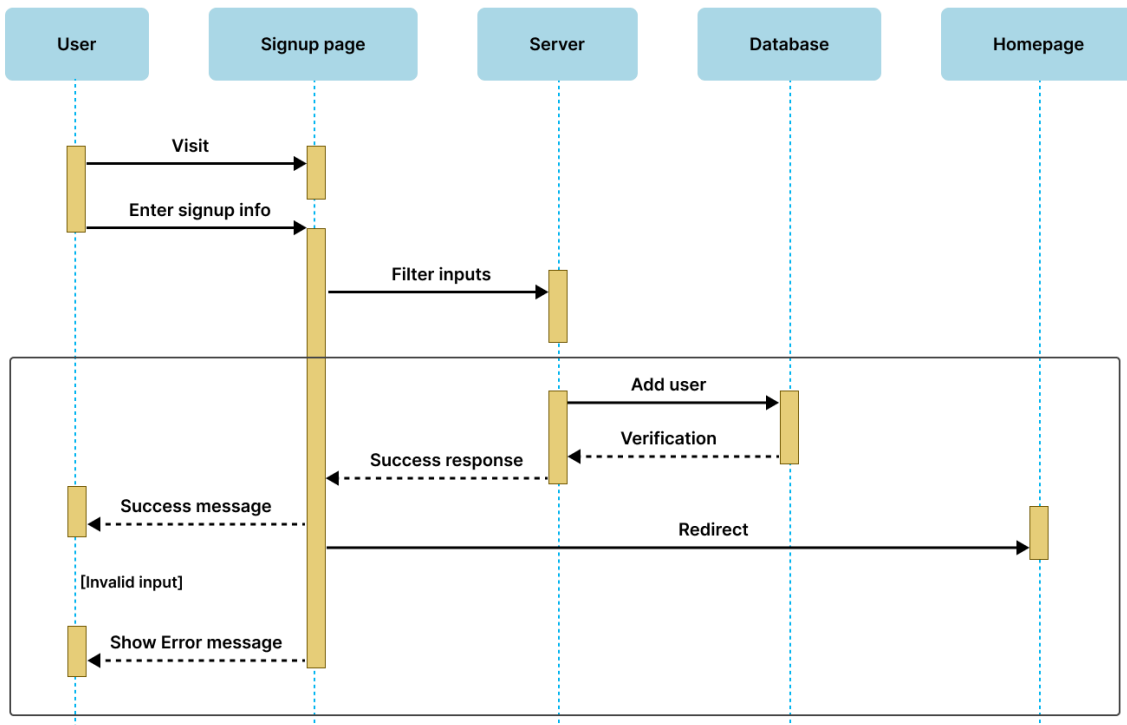 User
Signup page
Server
Database
Homepage
Visit
Enter signup info
Filter inputs
Add user
Verification
Success response
Success message
Redirect
[Invalid input]
Show Error message